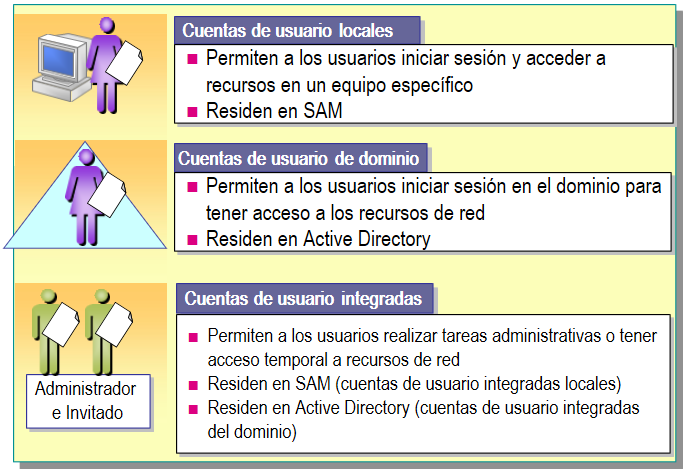 Cuentas de usuario locales
■ Permiten a los usuarios iniciar sesión y acceder a
recursos en un equipo específico
■ Residen en SAM
Cuentas de usuario de dominio
■ Permiten a los usuarios iniciar sesión en el dominio para
tener acceso a los recursos de red
■ Residen en Active Directory
Cuentas de usuario integradas
■ Permiten a los usuarios realizar tareas administrativas o tener
acceso temporal a recursos de red
■ Residen en SAM (cuentas de usuario integradas locales)
■ Residen en Active Directory (cuentas de usuario integradas
del dominio)
Administrador
e Invitado